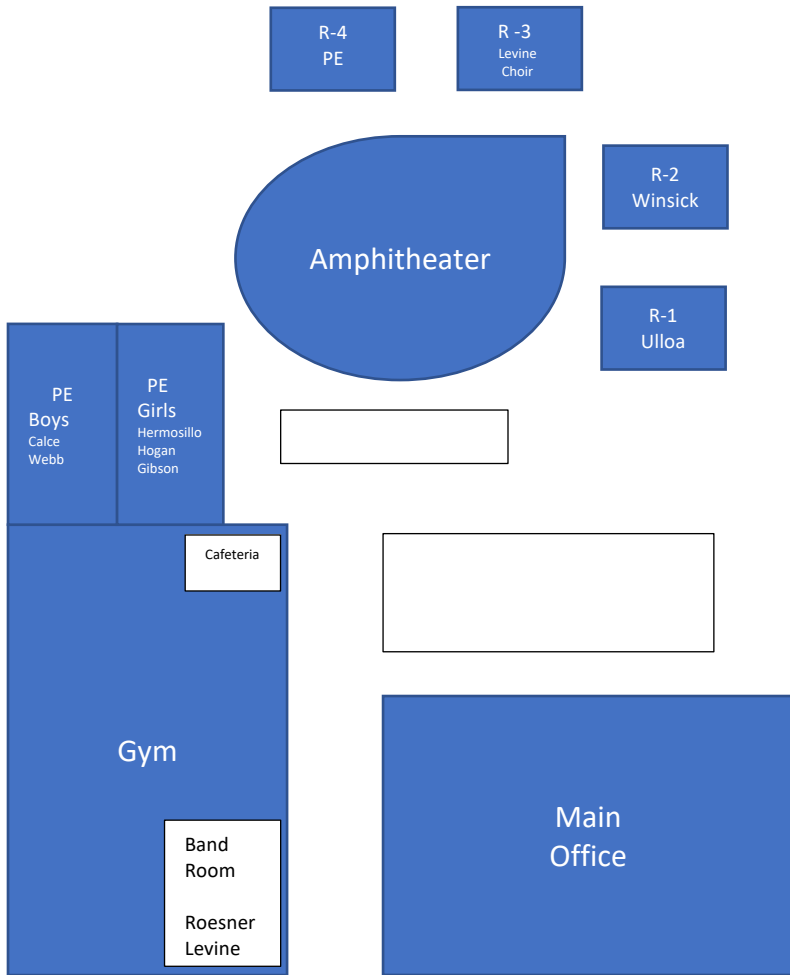 R-4
PE
R -3
Levine
Choir
R-2
Winsick
Amphitheater
R-1
Ulloa
PE
Boys
Calce
Webb
PE
Girls
Hermosillo
Hogan
Gibson
Cafeteria
Gym
Main
Office
Band
Room
Roesner
Levine